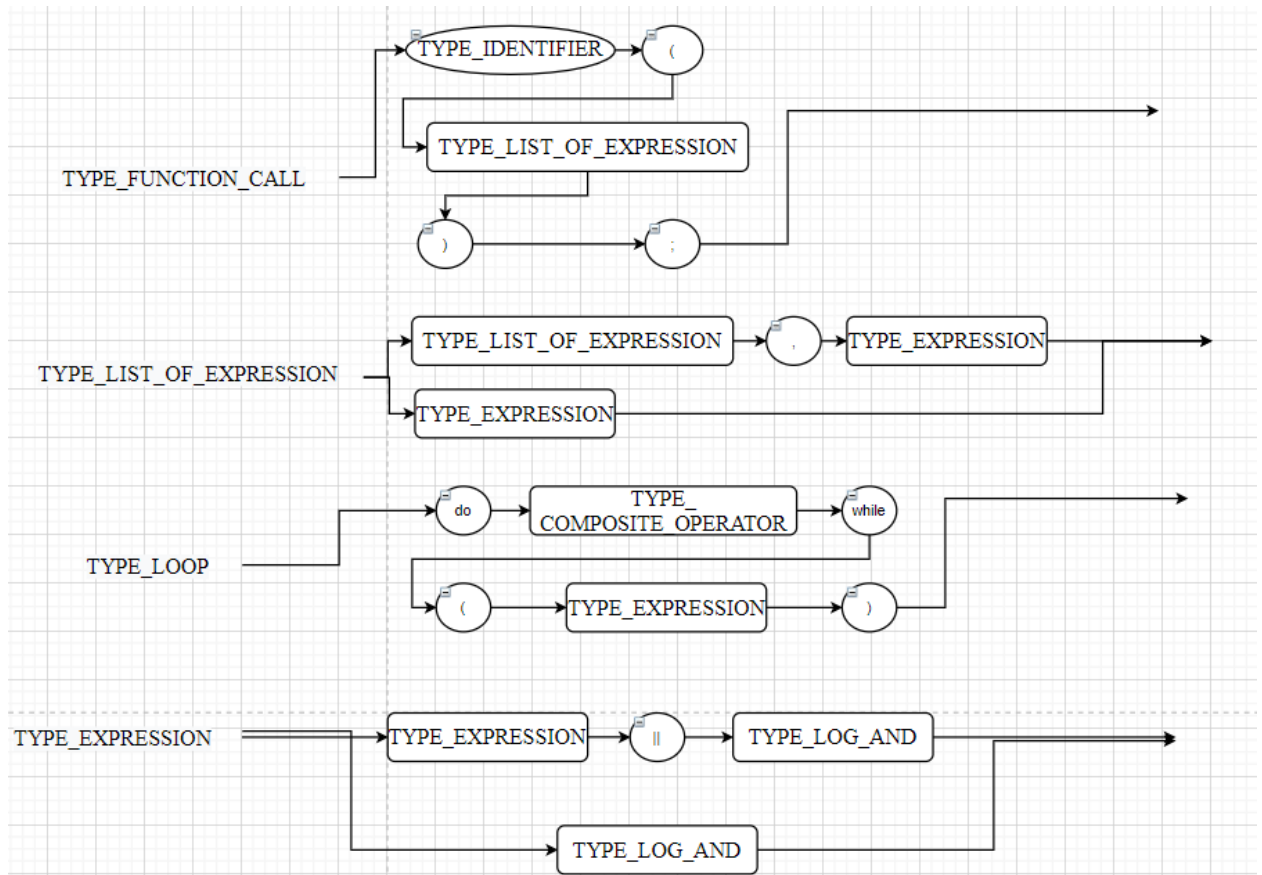 TYPE_IDENTIFIER (
TYPE_LIST_OF_EXPRESSION
TYPE_FUNCTION_CALL
) ;
TYPE_LIST_OF_EXPRESSION , TYPE_EXPRESSION
TYPE_LIST_OF_EXPRESSION
TYPE_EXPRESSION
do TYPE_
COMPOSITE_OPERATOR while
TYPE_LOOP
( TYPE_EXPRESSION )
TYPE_EXPRESSION TYPE_EXPRESSION || TYPE_LOG_AND
TYPE_LOG_AND